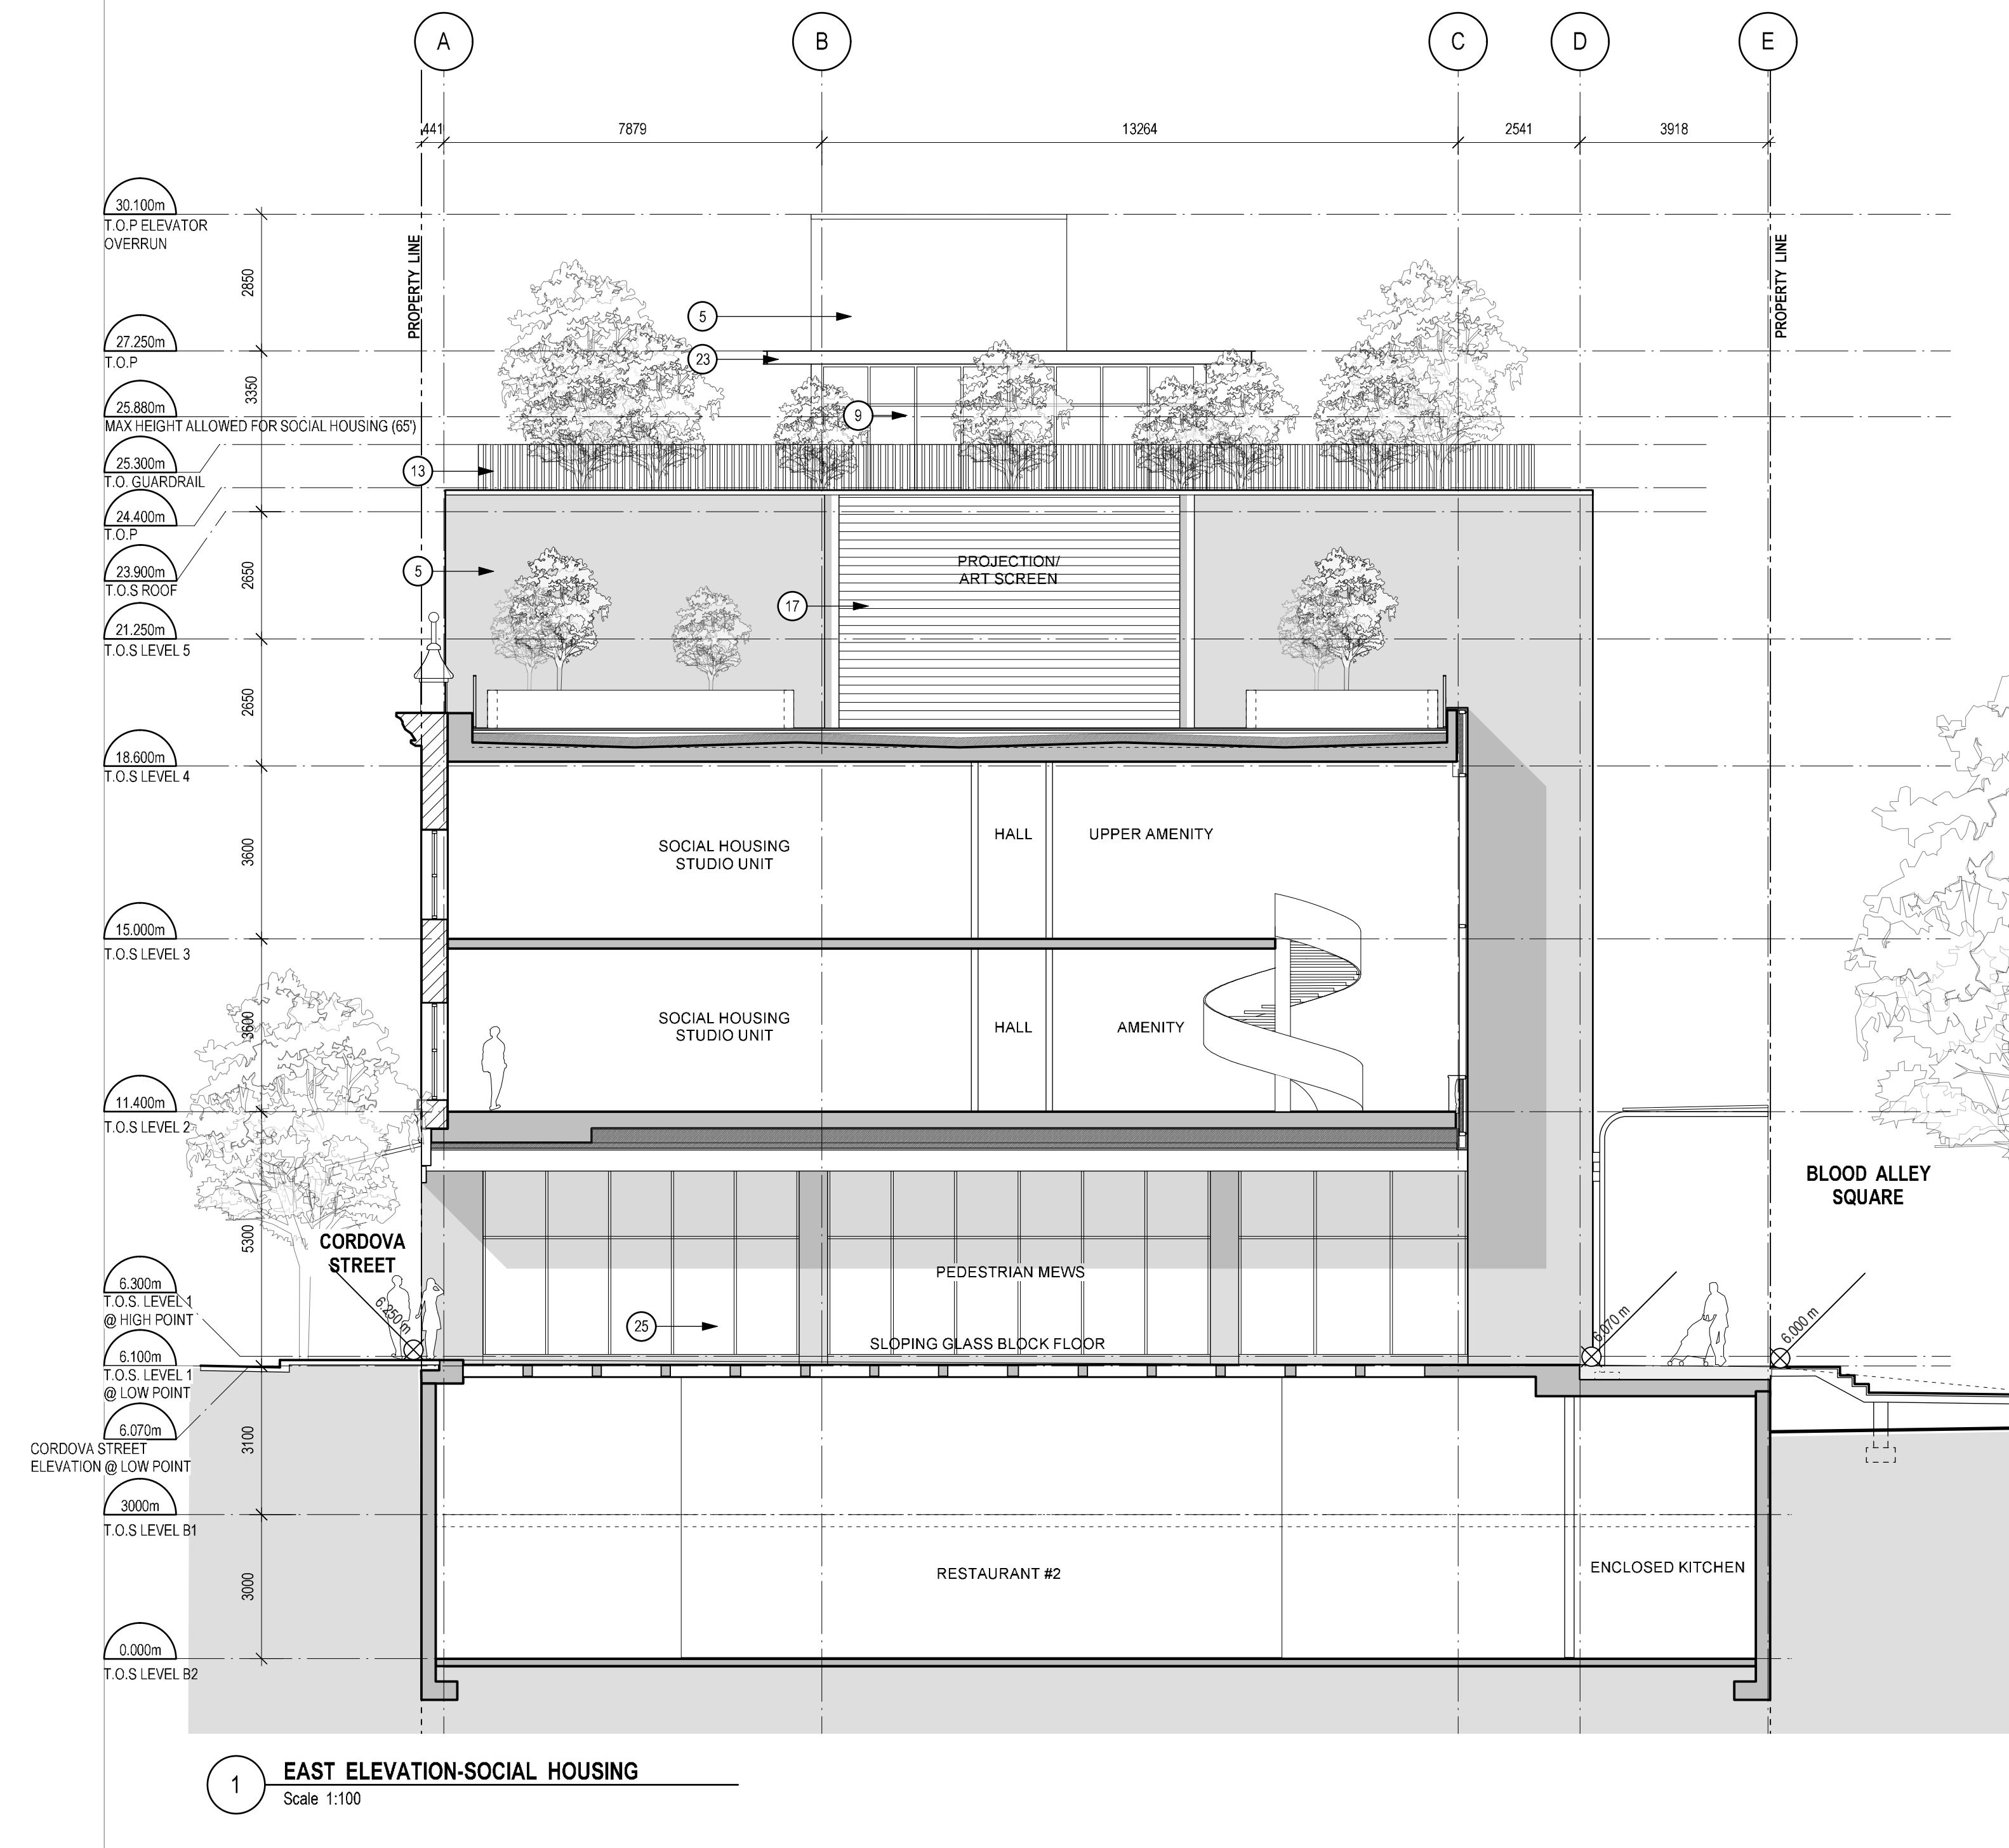 A
B
C
D
E
441
7879
13264
2541
3918
30.100m
T.O.P ELEVATOR
OVERRUN
PROPERTY LINE
PROPERTY LINE
2850
5
27.250m
T.O.P
23
3350
25.880m
MAX HEIGHT ALLOWED FOR SOCIAL HOUSING (65')
9
25.300m
T.O. GUARDRAIL
13
24.400m
T.O.P
23.900m
T.O.S ROOF
2650
5
PROJECTION/
ART SCREEN
17
21.250m
T.O.S LEVEL 5
2650
18.600m
T.O.S LEVEL 4
3600
SOCIAL HOUSING
STUDIO UNIT
HALL
UPPER AMENITY
15.000m
T.O.S LEVEL 3
3600
SOCIAL HOUSING
STUDIO UNIT
HALL
AMENITY
11.400m
T.O.S LEVEL 2
BLOOD ALLEY
SQUARE
5300
CORDOVA
STREET
6.300m
T.O.S. LEVEL 1
@ HIGH POINT
PEDESTRIAN MEWS
6.250 m
25
SLOPING GLASS BLOCK FLOOR
6.070 m
6.000 m
6.100m
T.O.S. LEVEL 1
@ LOW POINT
6.070m
CORDOVA STREET
ELEVATION @ LOW POINT
3100
3000m
T.O.S LEVEL B1
3000
RESTAURANT #2
ENCLOSED KITCHEN
0.000m
T.O.S LEVEL B2
1
EAST ELEVATION-SOCIAL HOUSING
Scale 1:100